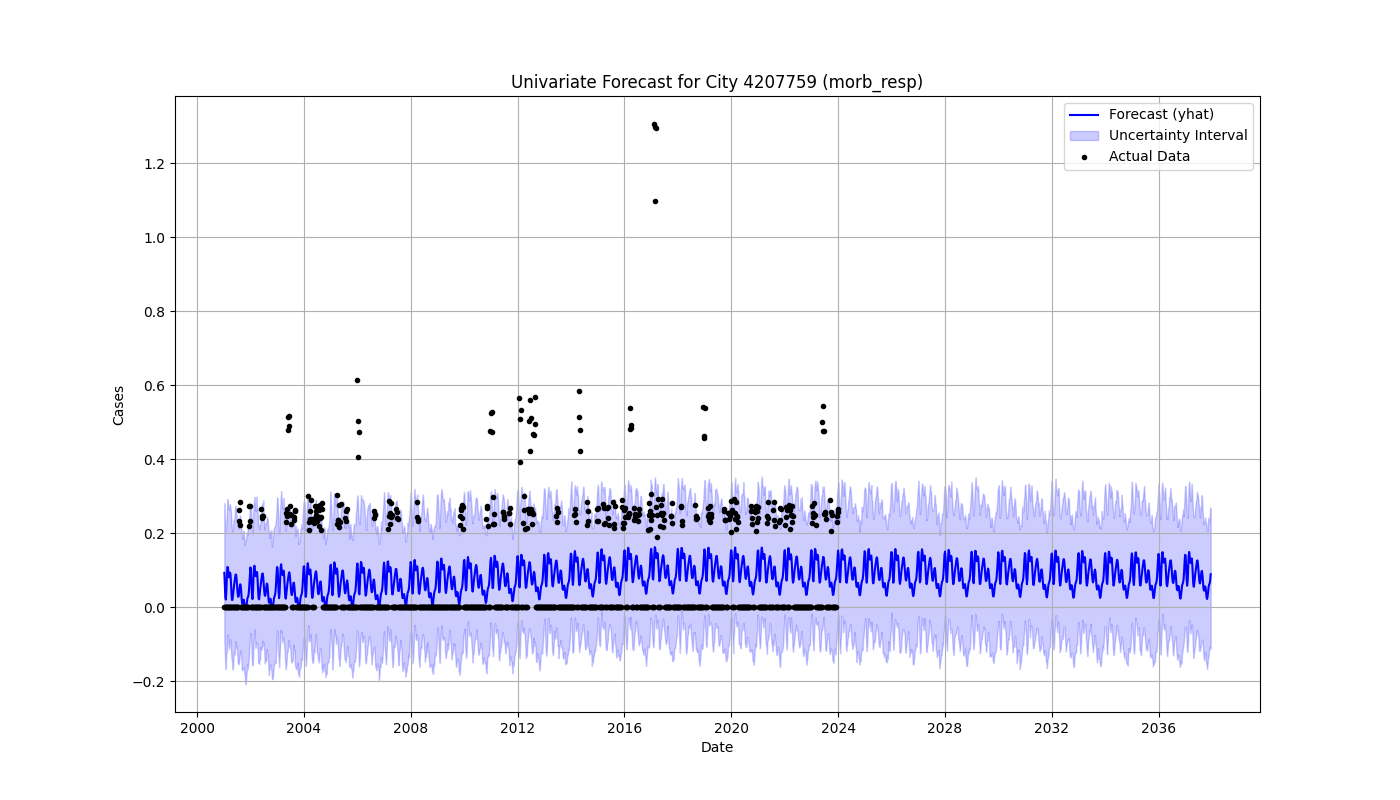 Univariate Forecast for City 4207759 (morb_resp)
Forecast (yhat)
Uncertainty Interval
Actual Data
Cases
1.2
1.0
0.8
0.6
0.4
0.2
0.0
−0.2
2000 2004 2008 2012 2016 2020 2024 2028 2032 2036
Date